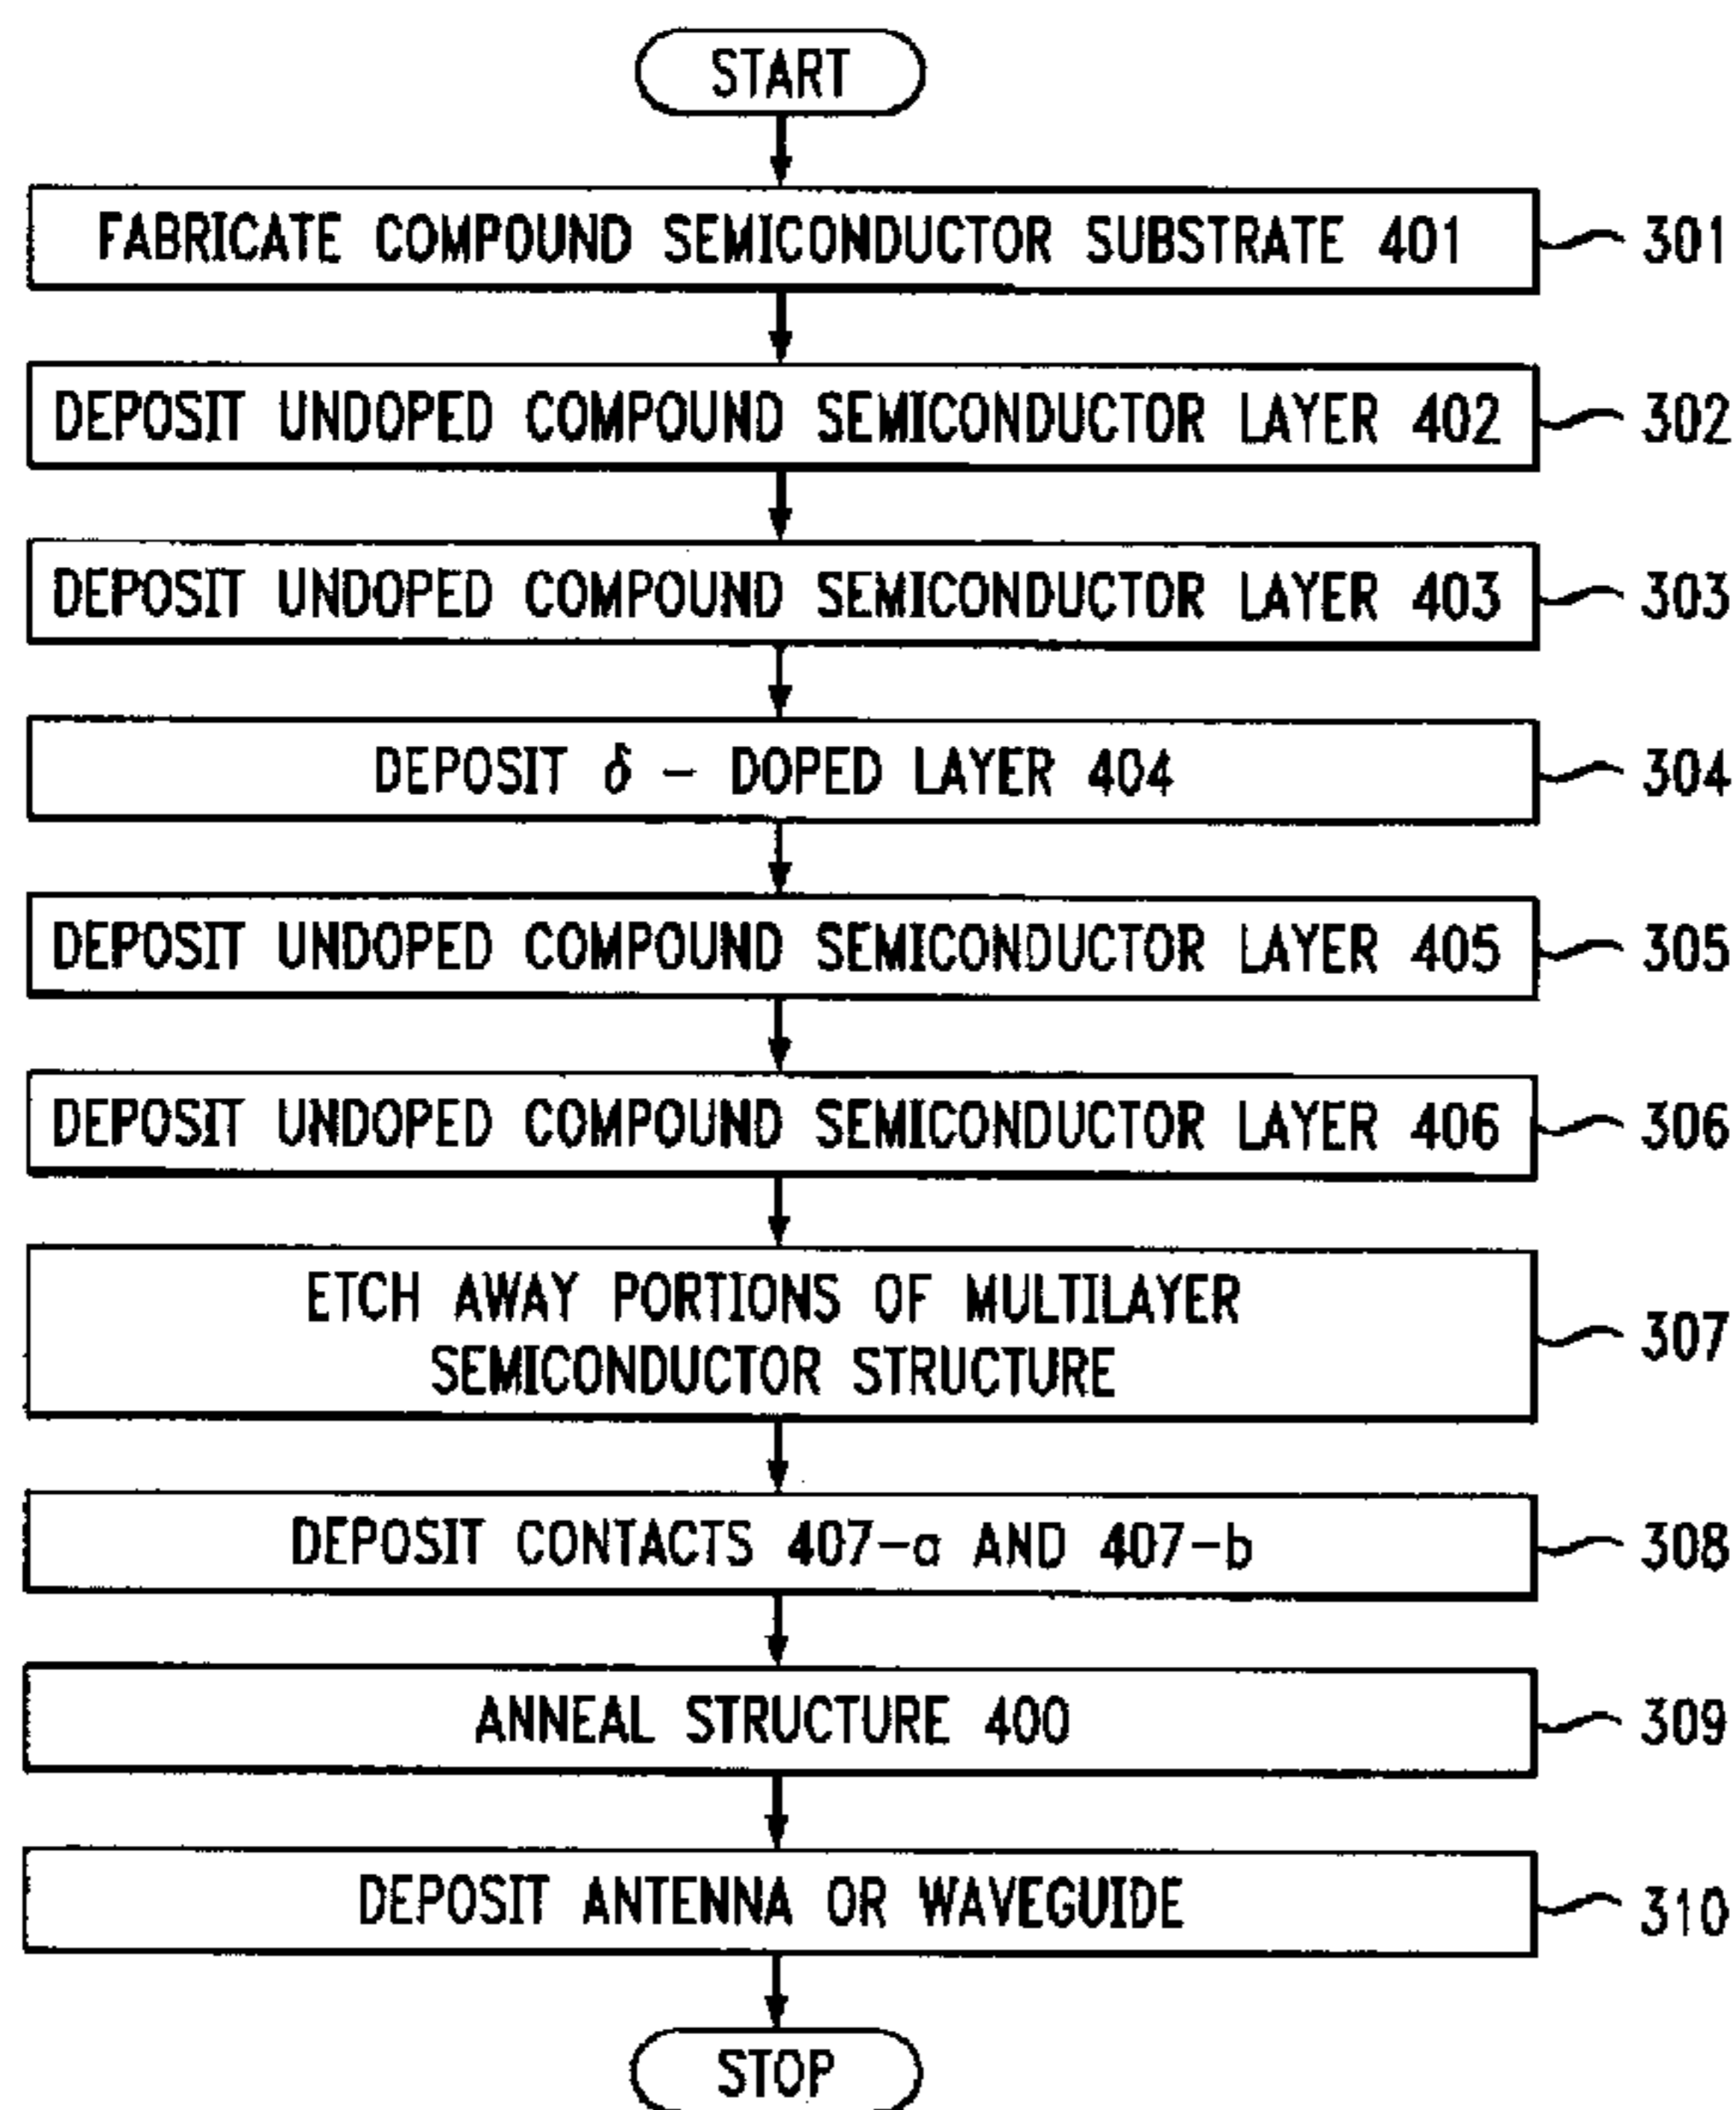 START
FABRICATE COMPOUND SEMICONDUCTOR SUBSTRATE 401
301
DEPOSIT UNDOPED COMPOUND SEMICONDUCTOR LAYER 402
302
DEPOSIT UNDOPED COMPOUND SEMICONDUCTOR LAYER 403
303
DEPOSIT δ - DOPED LAYER 404
304
DEPOSIT UNDOPED COMPOUND SEMICONDUCTOR LAYER 405
305
DEPOSIT UNDOPED COMPOUND SEMICONDUCTOR LAYER 406
306
ETCH AWAY PORTIONS OF MULTILAYER
SEMICONDUCTOR STRUCTURE
307
DEPOSIT CONTACTS 407-a AND 407-b
308
ANNEAL STRUCTURE 400
309
DEPOSIT ANTENNA OR WAVEGUIDE
310
STOP